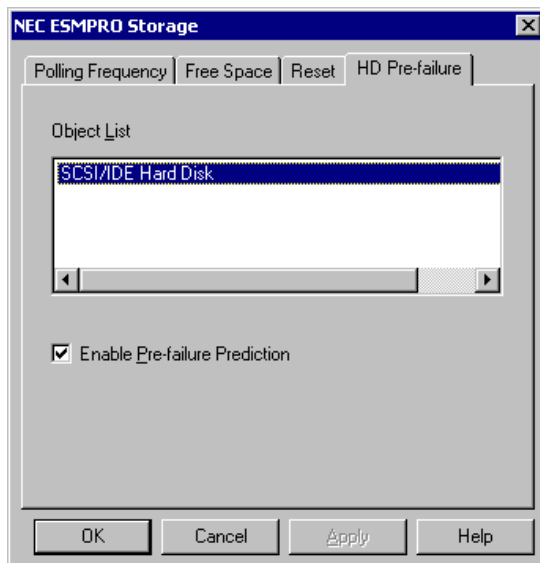 NEC ESMPRO Storage
Polling Frequency Free Space Reset HD Pre-failure
Object List
SCSI/IDE Hard Disk
Enable Pre-failure Prediction
OK Cancel Apply Help